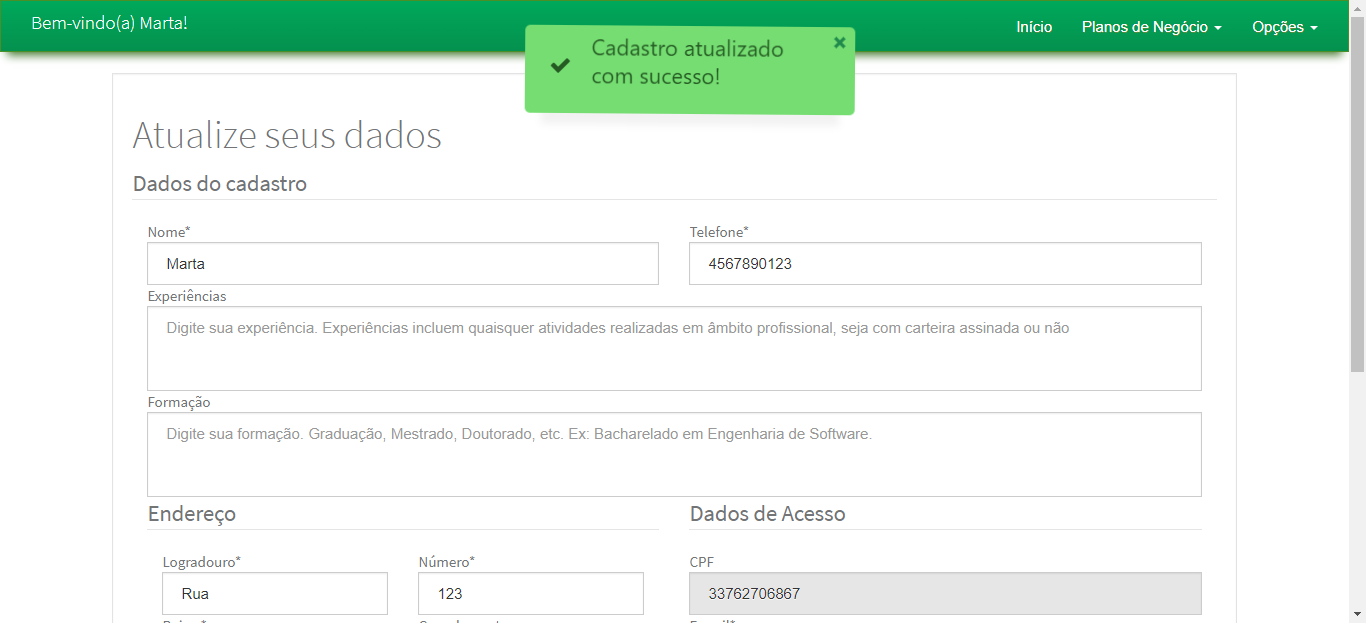 Bem-vindo(a) Marta!
Início
Planos de Negócio
Opções
Cadastro atualizado
com sucesso!
Atualize seus dados
Dados do cadastro
Nome*
Telefone*
Marta
4567890123
Experiências
Digite sua experiência. Experiências incluem quaisquer atividades realizadas em âmbito profissional, seja com carteira assinada ou não
Formação
Digite sua formação. Graduação, Mestrado, Doutorado, etc. Ex: Bacharelado em Engenharia de Software.
Endereço
Dados de Acesso
Logradouro*
Número*
CPF
Rua
123
33762706867